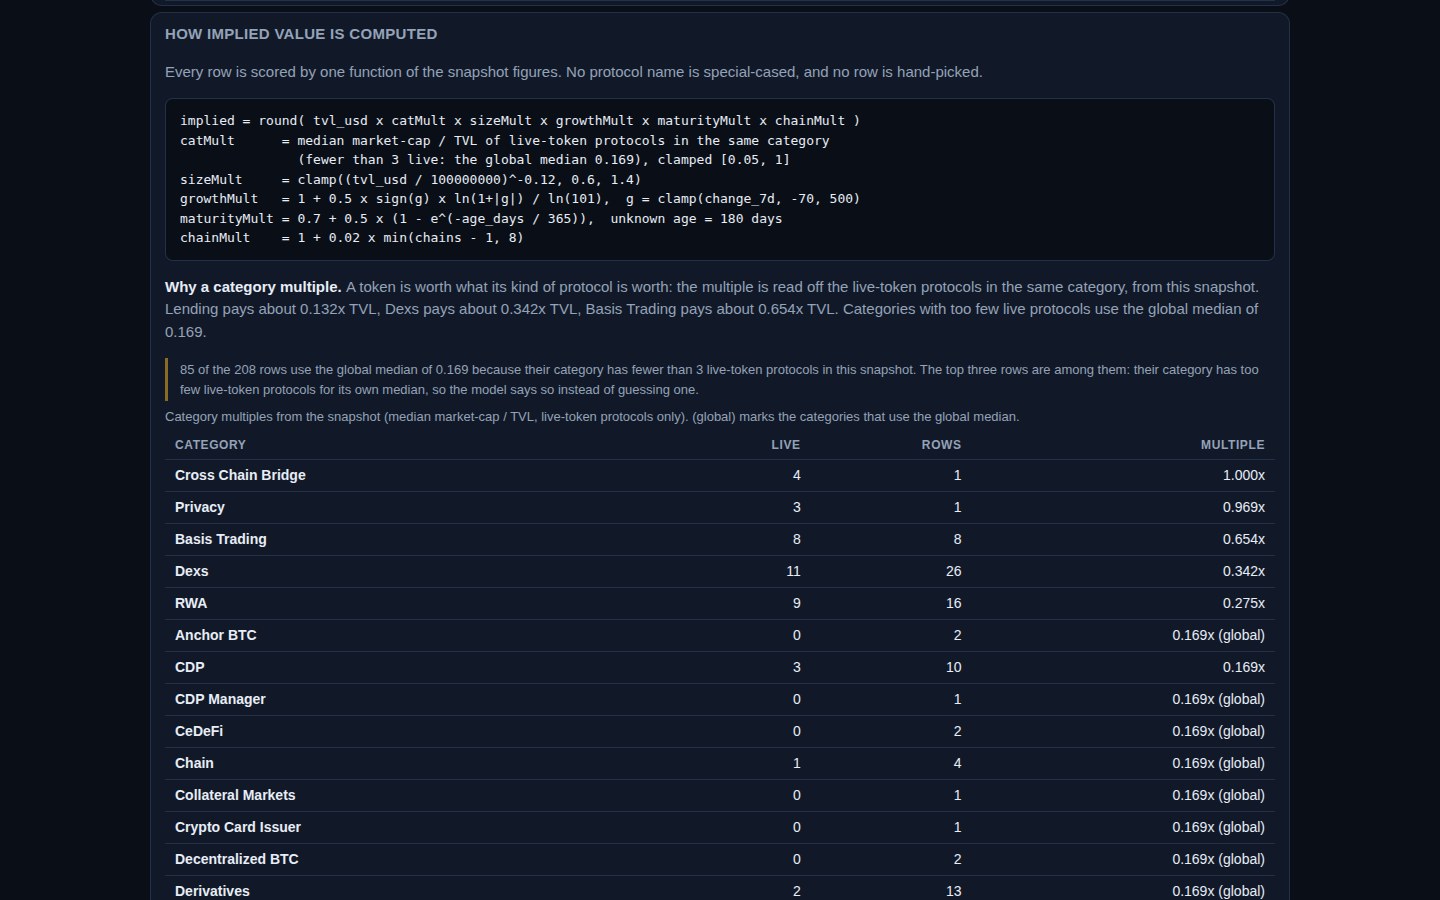 HOW IMPLIED VALUE IS COMPUTED
Every row is scored by one function of the snapshot figures. No protocol name is special-cased, and no row is hand-picked.
implied = round( tvl_usd x catMult x sizeMult x growthMult x maturityMult x chainMult )
catMult      = median market-cap / TVL of live-token protocols in the same category
               (fewer than 3 live: the global median 0.169), clamped [0.05, 1]
sizeMult     = clamp((tvl_usd / 100000000)^-0.12, 0.6, 1.4)
growthMult   = 1 + 0.5 x sign(g) x ln(1+|g|) / ln(101),  g = clamp(change_7d, -70, 500)
maturityMult = 0.7 + 0.5 x (1 - e^(-age_days / 365)),  unknown age = 180 days
chainMult    = 1 + 0.02 x min(chains - 1, 8)
Why a category multiple. A token is worth what its kind of protocol is worth: the multiple is read off the live-token protocols in the same category, from this snapshot.
Lending pays about 0.132x TVL, Dexs pays about 0.342x TVL, Basis Trading pays about 0.654x TVL. Categories with too few live protocols use the global median of
0.169.
85 of the 208 rows use the global median of 0.169 because their category has fewer than 3 live-token protocols in this snapshot. The top three rows are among them: their category has too
few live-token protocols for its own median, so the model says so instead of guessing one.
Category multiples from the snapshot (median market-cap / TVL, live-token protocols only). (global) marks the categories that use the global median.
CATEGORY LIVE ROWS MULTIPLE
Cross Chain Bridge 4 1 1.000x
Privacy 3 1 0.969x
Basis Trading 8 8 0.654x
Dexs 11 26 0.342x
RWA 9 16 0.275x
Anchor BTC 0 2 0.169x (global)
CDP 3 10 0.169x
CDP Manager 0 1 0.169x (global)
CeDeFi 0 2 0.169x (global)
Chain 1 4 0.169x (global)
Collateral Markets 0 1 0.169x (global)
Crypto Card Issuer 0 1 0.169x (global)
Decentralized BTC 0 2 0.169x (global)
Derivatives 2 13 0.169x (global)